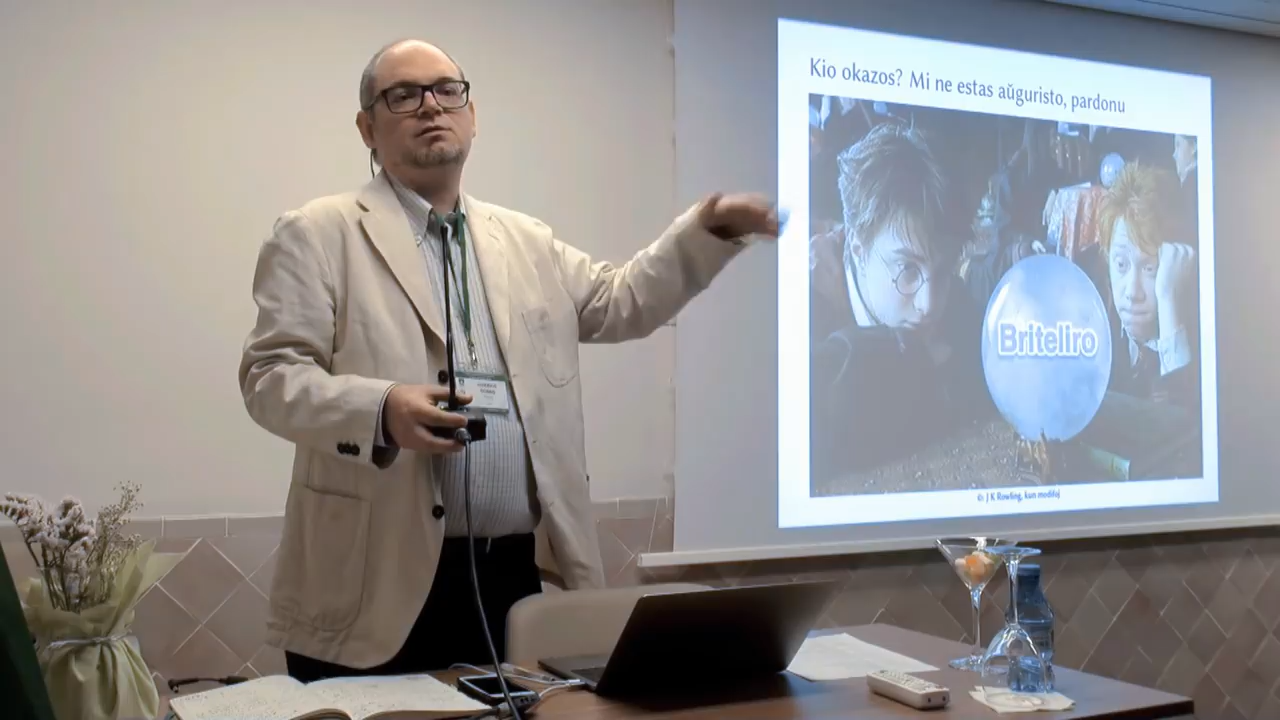 Kio okazos? Mi ne estas aŭguristo, pardonu
Briteliro
© J K Rowling, kun modifoj